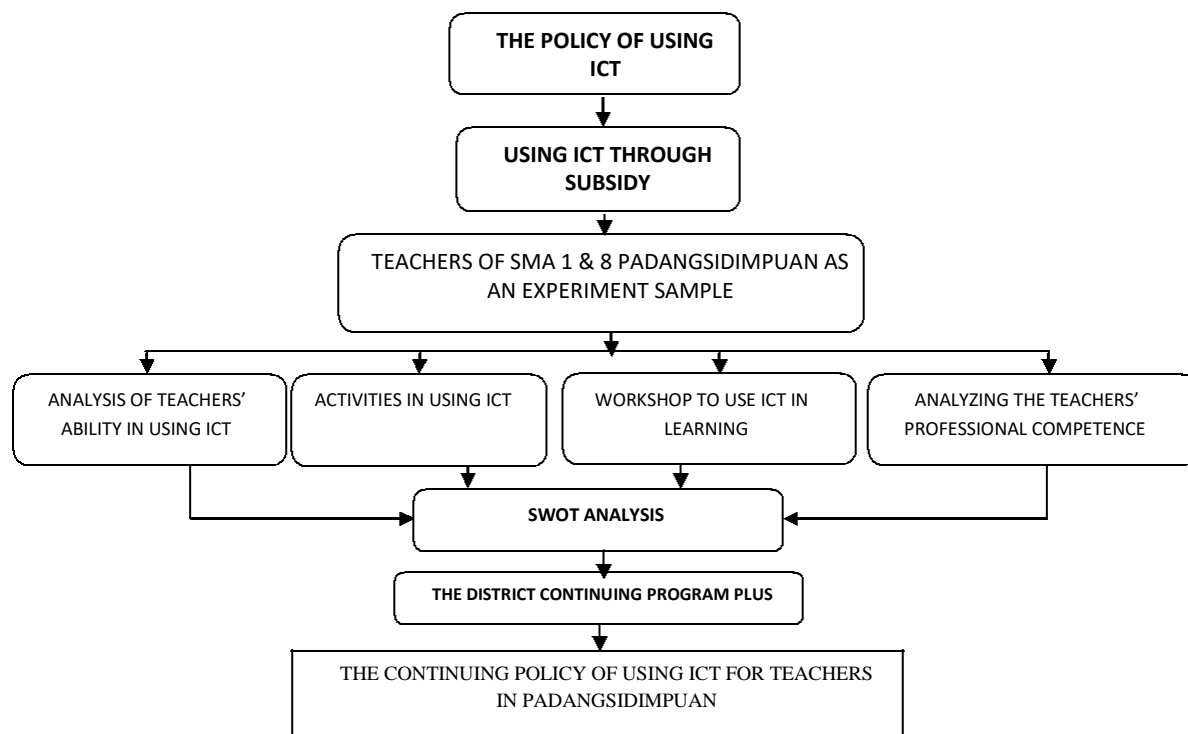 THE POLICY OF USING
ICT
USING ICT THROUGH
SUBSIDY
TEACHERS OF SMA 1 & 8 PADANGSIDIMPUAN AS
AN EXPERIMENT SAMPLE
ANALYSIS OF TEACHERS’
ABILITY IN USING ICT
ACTIVITIES IN USING ICT
WORKSHOP TO USE ICT IN
LEARNING
ANALYZING THE TEACHERS’
PROFESSIONAL COMPETENCE
SWOT ANALYSIS
THE DISTRICT CONTINUING PROGRAM PLUS
THE CONTINUING POLICY OF USING ICT FOR TEACHERS
IN PADANGSIDIMPUAN